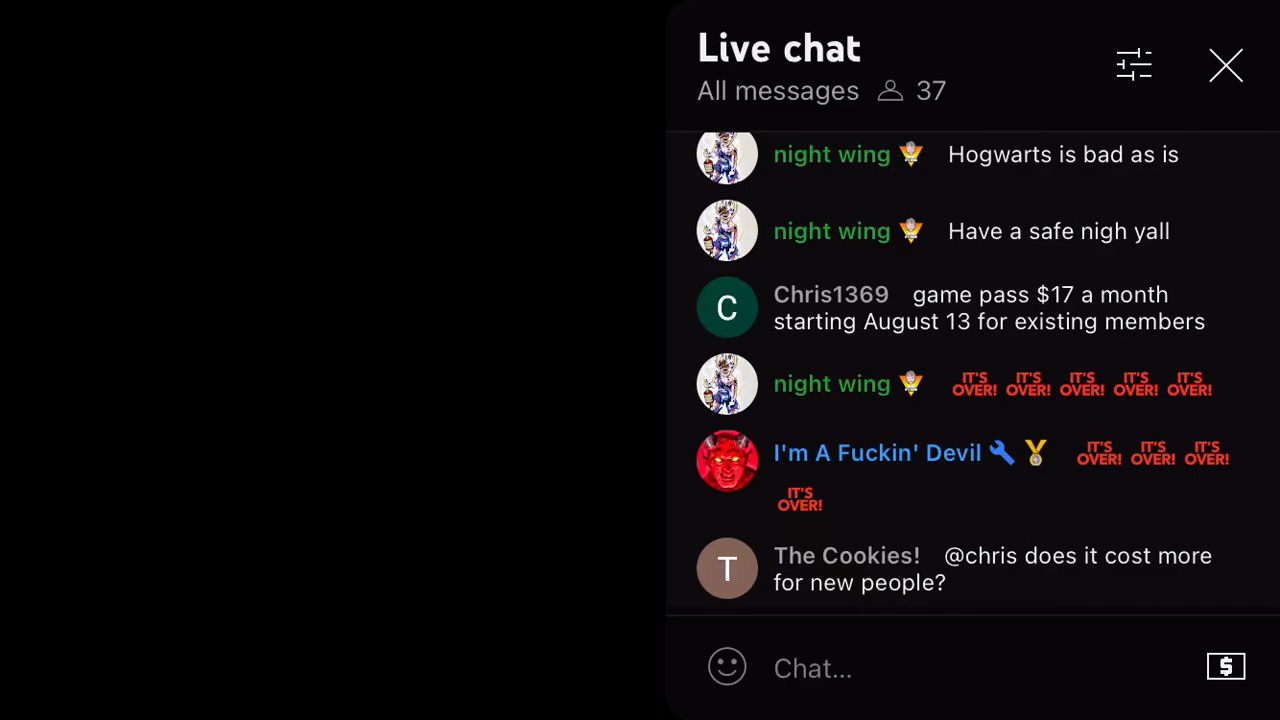 Live chat
All messages 37
night wing Hogwarts is bad as is
night wing Have a safe nigh yall
Chris1369 game pass $17 a month
starting August 13 for existing members
night wing IT'S OVER! IT'S OVER! IT'S OVER! IT'S OVER! IT'S OVER!
I'm A Fuckin' Devil IT'S OVER! IT'S OVER! IT'S OVER!
IT'S OVER!
The Cookies! @chris does it cost more
for new people?
Chat...
C
T
$